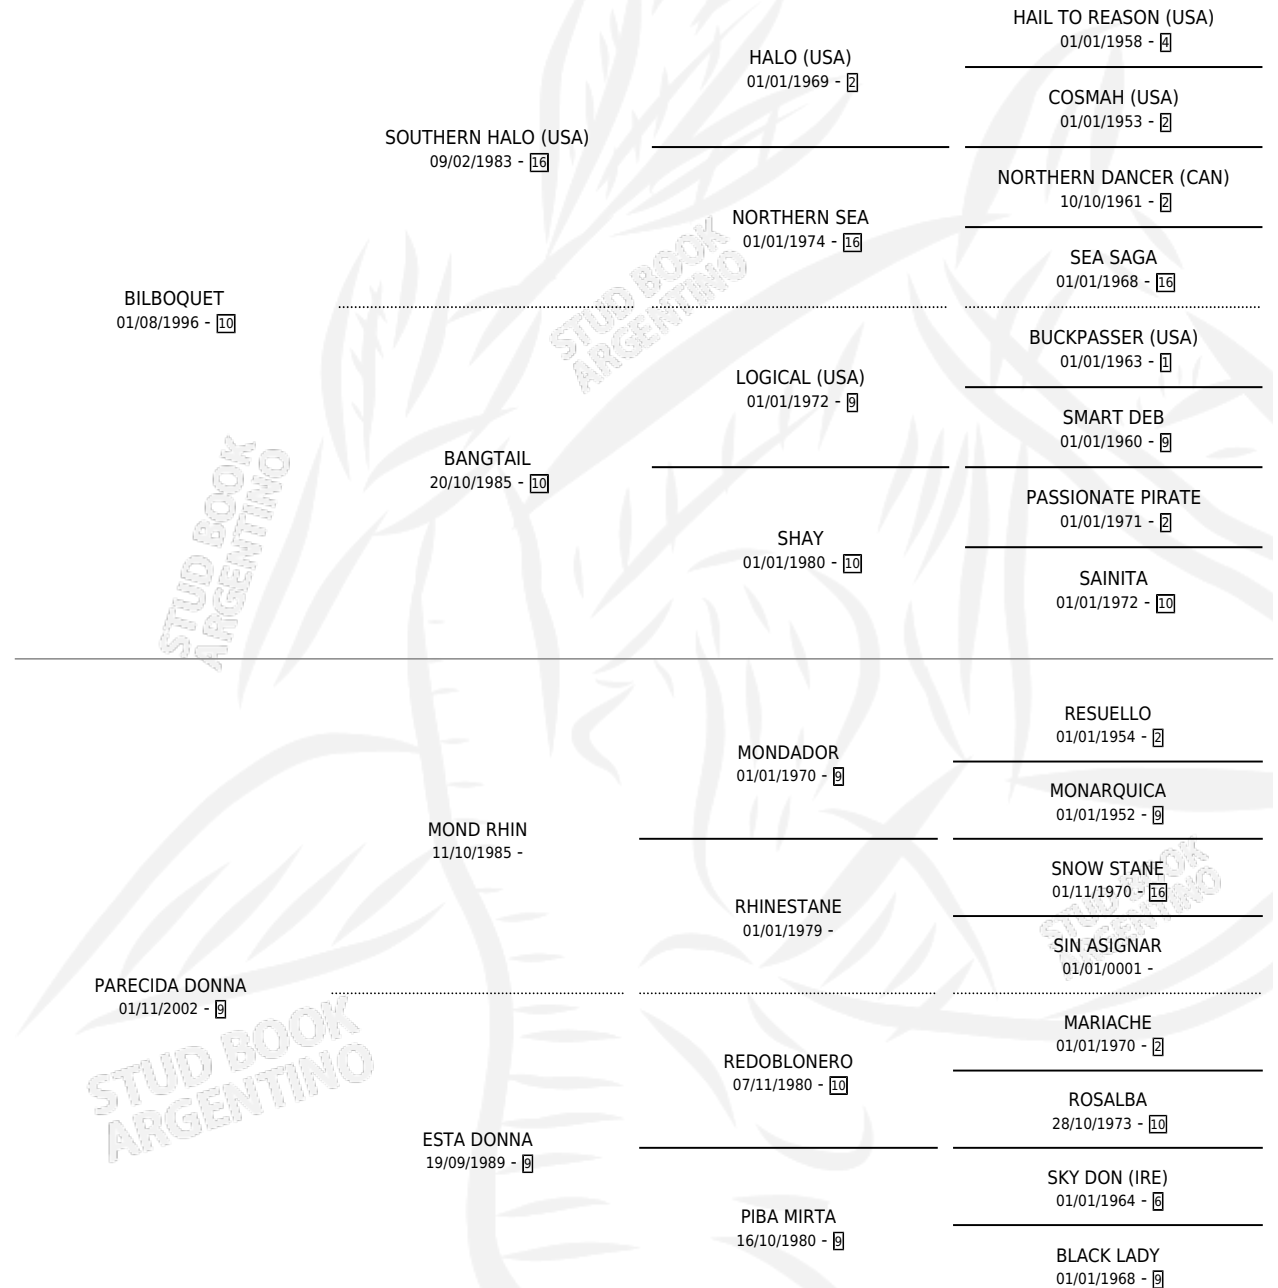 HAIL TO REASON (USA)
01/01/1958 - 4
HALO (USA)
01/01/1969 - 2
COSMAH (USA)
01/01/1953 - 2
SOUTHERN HALO (USA)
09/02/1983 - 16
NORTHERN DANCER (CAN)
10/10/1961 - 2
NORTHERN SEA
01/01/1974 - 16
SEA SAGA
01/01/1968 - 16
BILBOQUET
01/08/1996 - 10
STUD BOOK
ARGENTINO
BUCKPASSER (USA)
01/01/1963 - 1
LOGICAL (USA)
01/01/1972 - 9
SMART DEB
01/01/1960 - 9
BANGTAIL
20/10/1985 - 10
PASSIONATE PIRATE
01/01/1971 - 2
SHAY
01/01/1980 - 10
SAINITA
01/01/1972 - 10
STUD BOOK
ARGENTINO
RESUELLO
01/01/1954 - 2
MONDADOR
01/01/1970 - 9
MONARQUICA
01/01/1952 - 9
MOND RHIN
11/10/1985 -
SNOW STANE
01/11/1970 - 16
RHINESTANE
01/01/1979 -
STUD BOOK
ARGENTINO
SIN ASIGNAR
01/01/0001 -
PARECIDA DONNA
01/11/2002 - 9
STUD BOOK
ARGENTINO
MARIACHE
01/01/1970 - 2
REDOBLONERO
07/11/1980 - 10
ROSALBA
28/10/1973 - 10
ESTA DONNA
19/09/1989 - 9
SKY DON (IRE)
01/01/1964 - 6
PIBA MIRTA
16/10/1980 - 9
BLACK LADY
01/01/1968 - 9